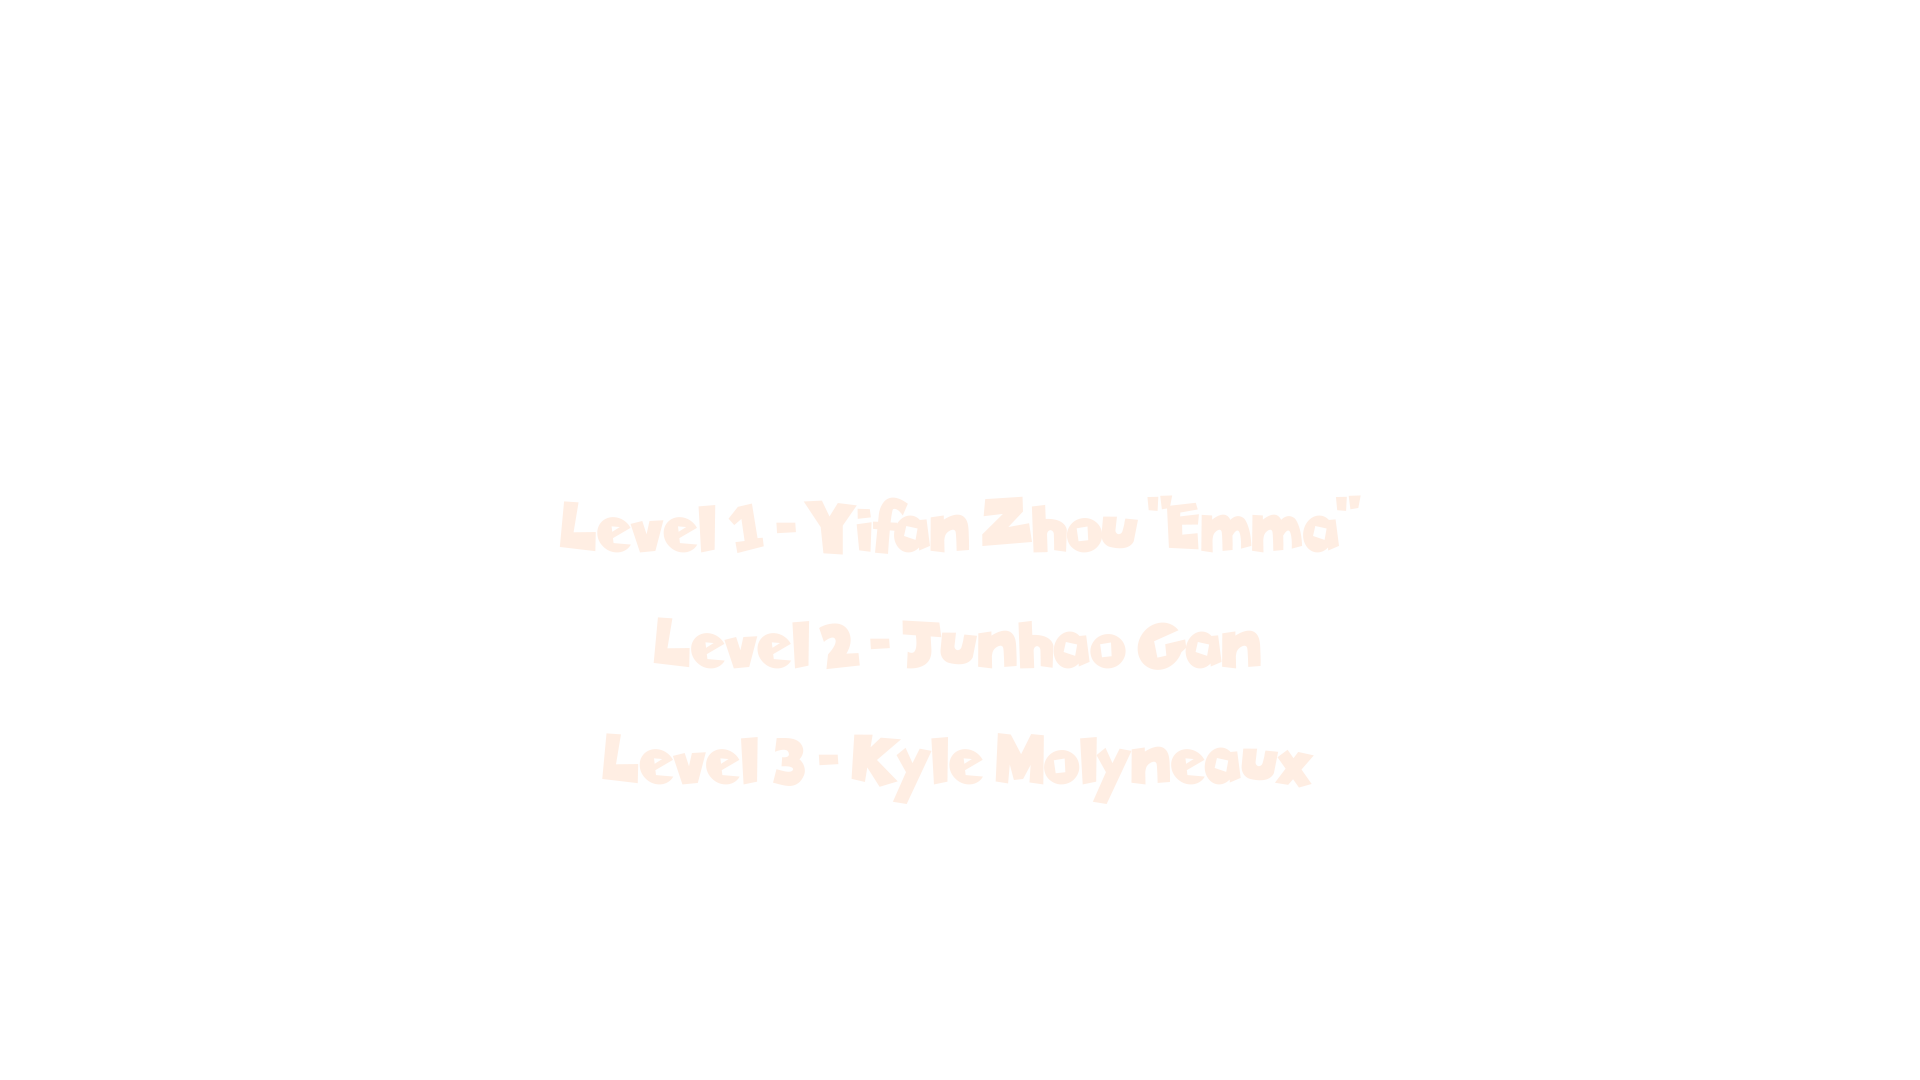 Level 1 - Yifan Zhou "Emma"
Level 2 - Junhao Gan
Level 3 - Kyle Molyneaux